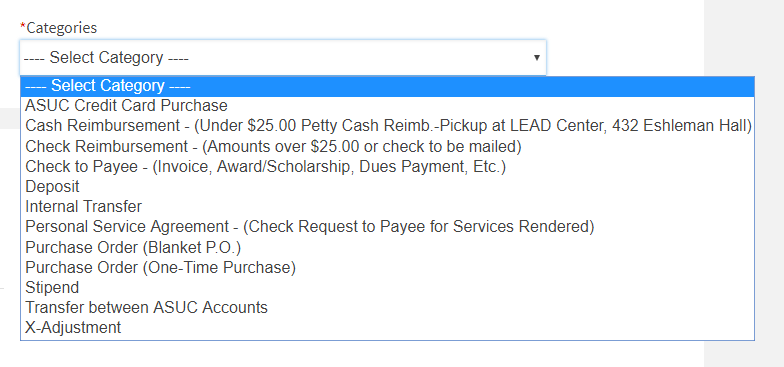 *Categories
---- Select Category ----
---- Select Category ----
ASUC Credit Card Purchase
Cash Reimbursement - (Under $25.00 Petty Cash Reimb.-Pickup at LEAD Center, 432 Eshleman Hall)
Check Reimbursement - (Amounts over $25.00 or check to be mailed)
Check to Payee - (Invoice, Award/Scholarship, Dues Payment, Etc.)
Deposit
Internal Transfer
Personal Service Agreement - (Check Request to Payee for Services Rendered)
Purchase Order (Blanket P.O.)
Purchase Order (One-Time Purchase)
Stipend
Transfer between ASUC Accounts
X-Adjustment